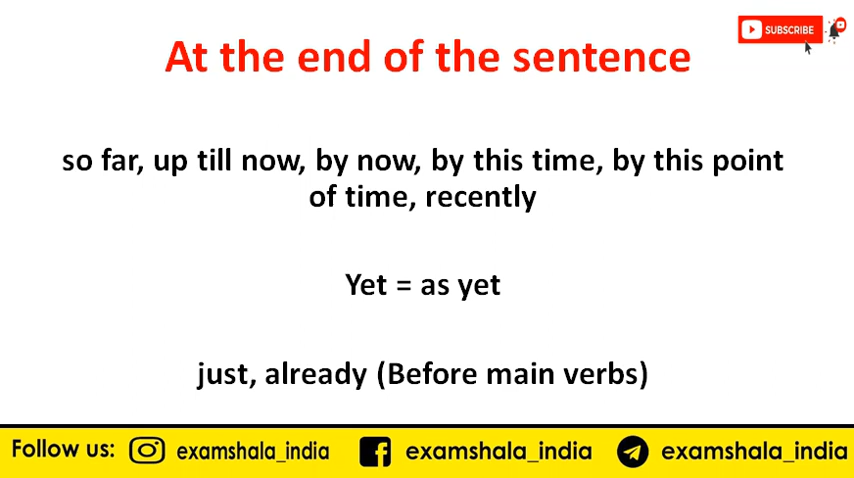 SUBSCRIBE
At the end of the sentence
so far, up till now, by now, by this time, by this point
of time, recently
Yet = as yet
just, already (Before main verbs)
Follow us: examshala_india examshala_india examshala_india